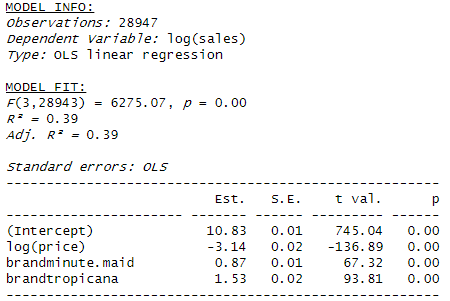 MODEL INFO:
Observations: 28947
Dependent Variable: log(sales)
Type: OLS linear regression
MODEL FIT:
F(3,28943) = 6275.07, p = 0.00
R² = 0.39
Adj. R² = 0.39
Standard errors: OLS
-----------------------------------------------------
Est. S.E. t val. p
-------------------- ------- ------ --------- ------
(Intercept) 10.83 0.01 745.04 0.00
log(price) -3.14 0.02 -136.89 0.00
brandminute.maid 0.87 0.01 67.32 0.00
brandtropicana 1.53 0.02 93.81 0.00
-----------------------------------------------------